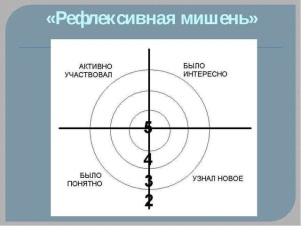 «Рефлексивная мишень»
АКТИВНО
УЧАСТВОВАЛ
БЫЛО
ИНТЕРЕСНО
5
4
3
2
БЫЛО
ПОНЯТНО
УЗНАЛ НОВОЕ